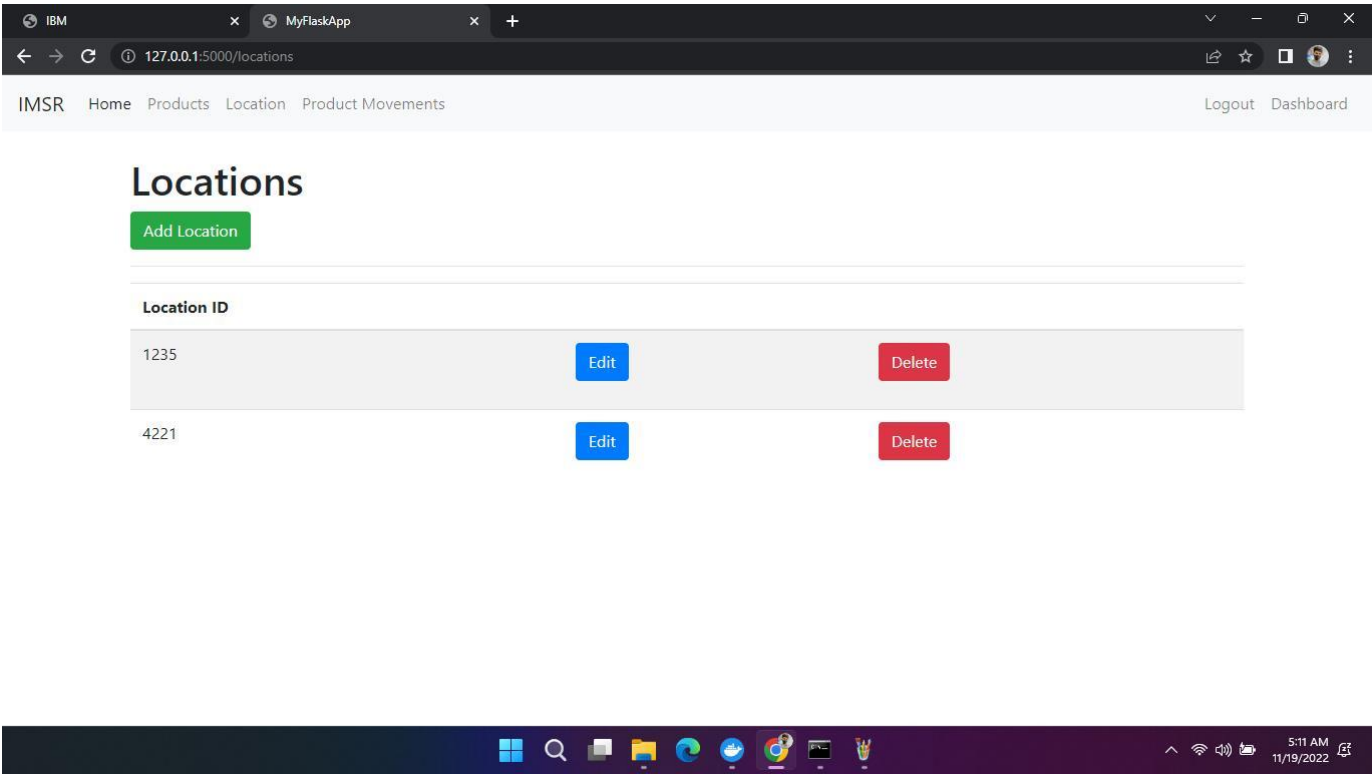 IBM
MyFlaskApp
127.0.0.1:5000/locations
IMSR Home Products Location Product Movements Logout Dashboard
Locations
Add Location
Location ID
1235 Edit Delete
4221 Edit Delete
5:11 AM
11/19/2022